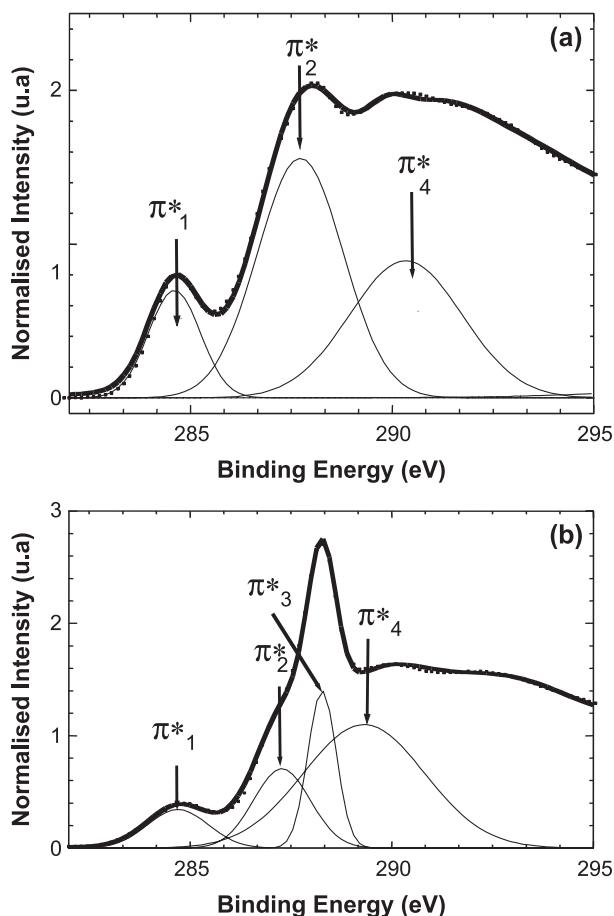 (a)
2
1
0
Normalised Intensity (u.a)
π*1
π*2
π*4
285
290
295
Binding Energy (eV)
(b)
3
2
1
0
Normalised Intensity (u.a)
π*3
π*4
π*2
π*1
285
290
295
Binding Energy (eV)